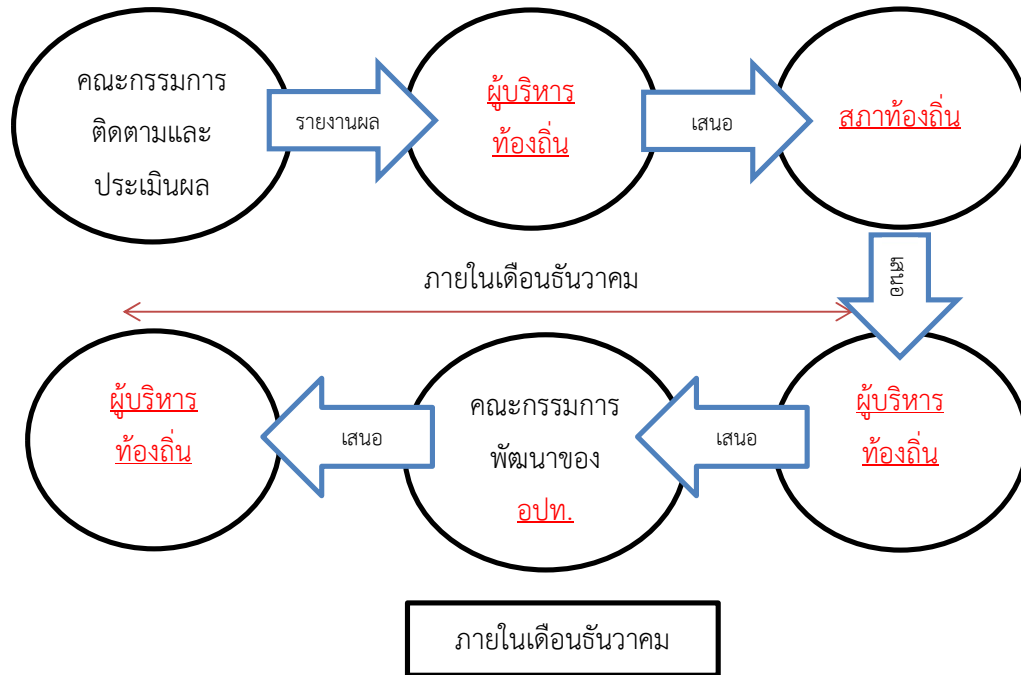 คณะกรรมการ
ติดตามและ
ประเมินผล
รายงานผล
ผู้บริหาร
ท้องถิ่น
เสนอ
สภาท้องถิ่น
เสนอ
ภายในเดือนธันวาคม
ผู้บริหาร
ท้องถิ่น
เสนอ
คณะกรรมการ
พัฒนาของ
อปท.
เสนอ
ผู้บริหาร
ท้องถิ่น
ภายในเดือนธันวาคม